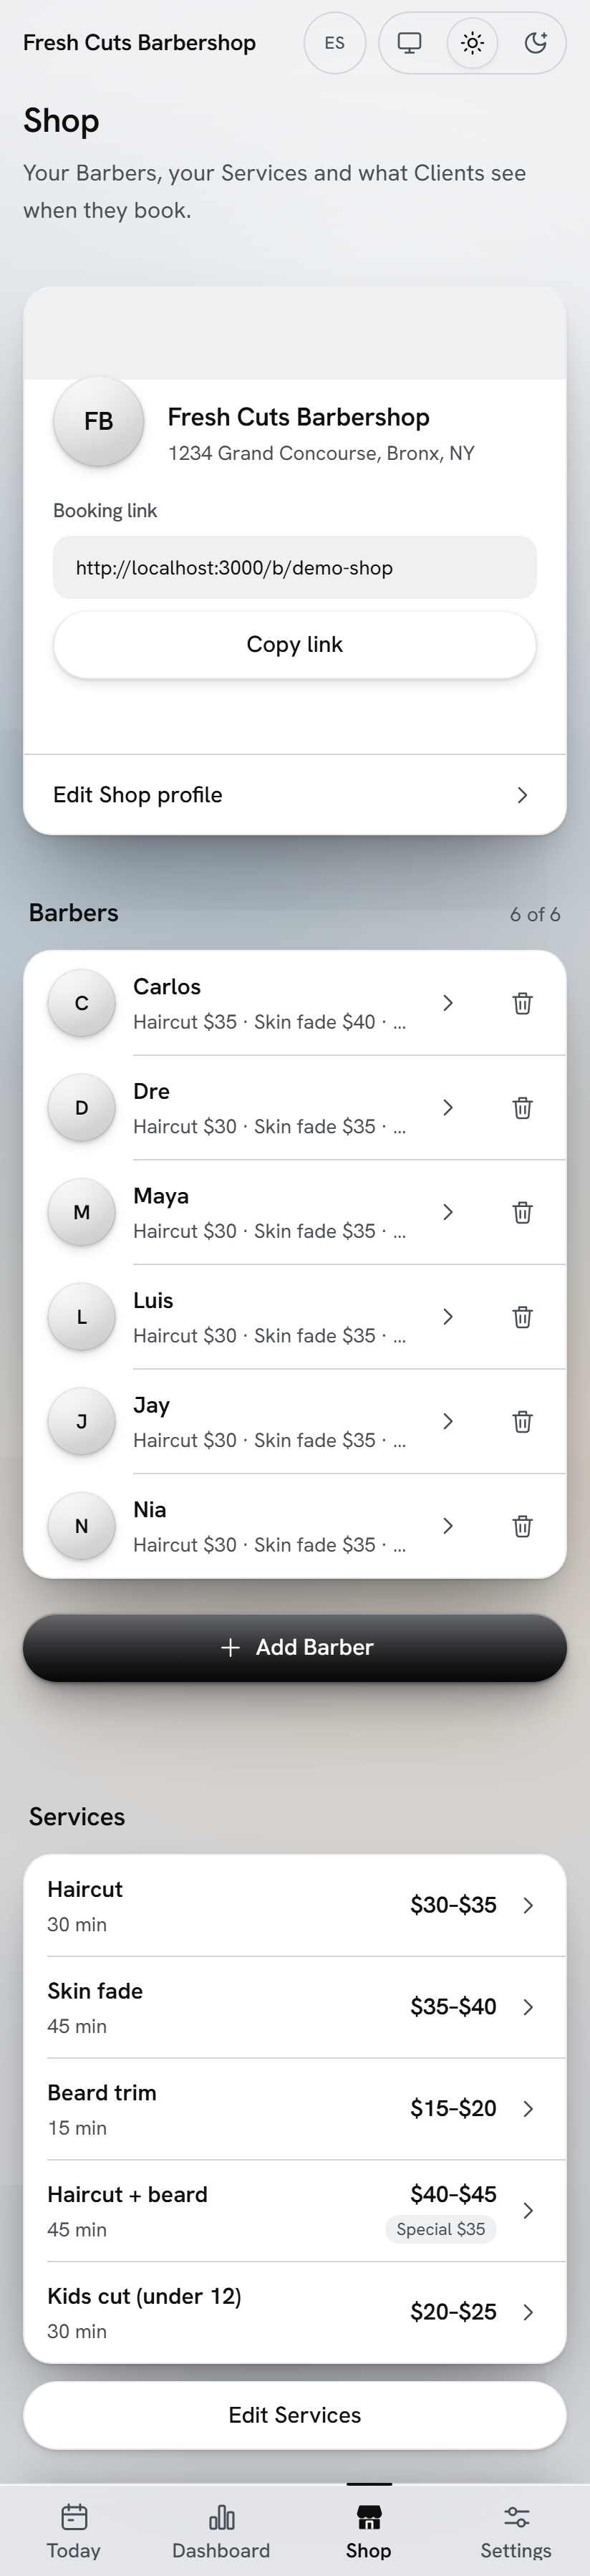 Fresh Cuts Barbershop
ES
Shop
Your Barbers, your Services and what Clients see
when they book.
FB
Fresh Cuts Barbershop
1234 Grand Concourse, Bronx, NY
Booking link
http://localhost:3000/b/demo-shop
Copy link
Edit Shop profile
Barbers
6 of 6
C
Carlos
Haircut $35 · Skin fade $40 · ...
D
Dre
Haircut $30 · Skin fade $35 · ...
M
Maya
Haircut $30 · Skin fade $35 · ...
L
Luis
Haircut $30 · Skin fade $35 · ...
J
Jay
Haircut $30 · Skin fade $35 · ...
N
Nia
Haircut $30 · Skin fade $35 · ...
Add Barber
Services
Haircut
30 min
$30–$35
Skin fade
45 min
$35–$40
Beard trim
15 min
$15–$20
Haircut + beard
45 min
$40–$45
Special $35
Kids cut (under 12)
30 min
$20–$25
Edit Services
Today
Dashboard
Shop
Settings